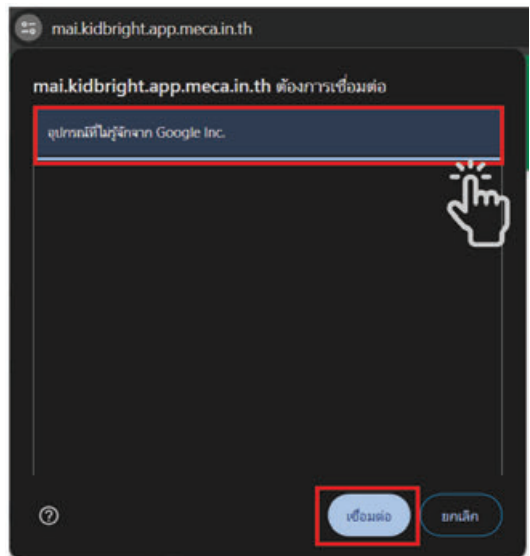 mai.kidbright.app.meca.in.th
mai.kidbright.app.meca.in.th ต้องการเชื่อมต่อ
อุปกรณ์ที่ไม่รู้จักจาก Google Inc.
เชื่อมต่อ
ยกเลิก